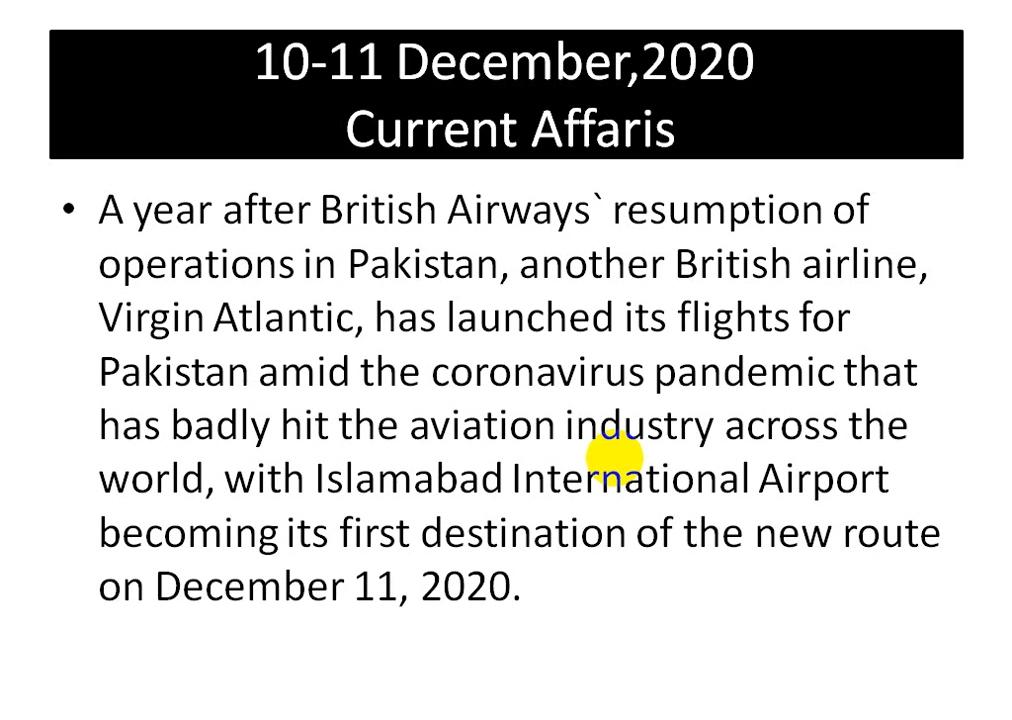 10-11 December,2020
Current Affaris
• A year after British Airways` resumption of
operations in Pakistan, another British airline,
Virgin Atlantic, has launched its flights for
Pakistan amid the coronavirus pandemic that
has badly hit the aviation industry across the
world, with Islamabad International Airport
becoming its first destination of the new route
on December 11, 2020.